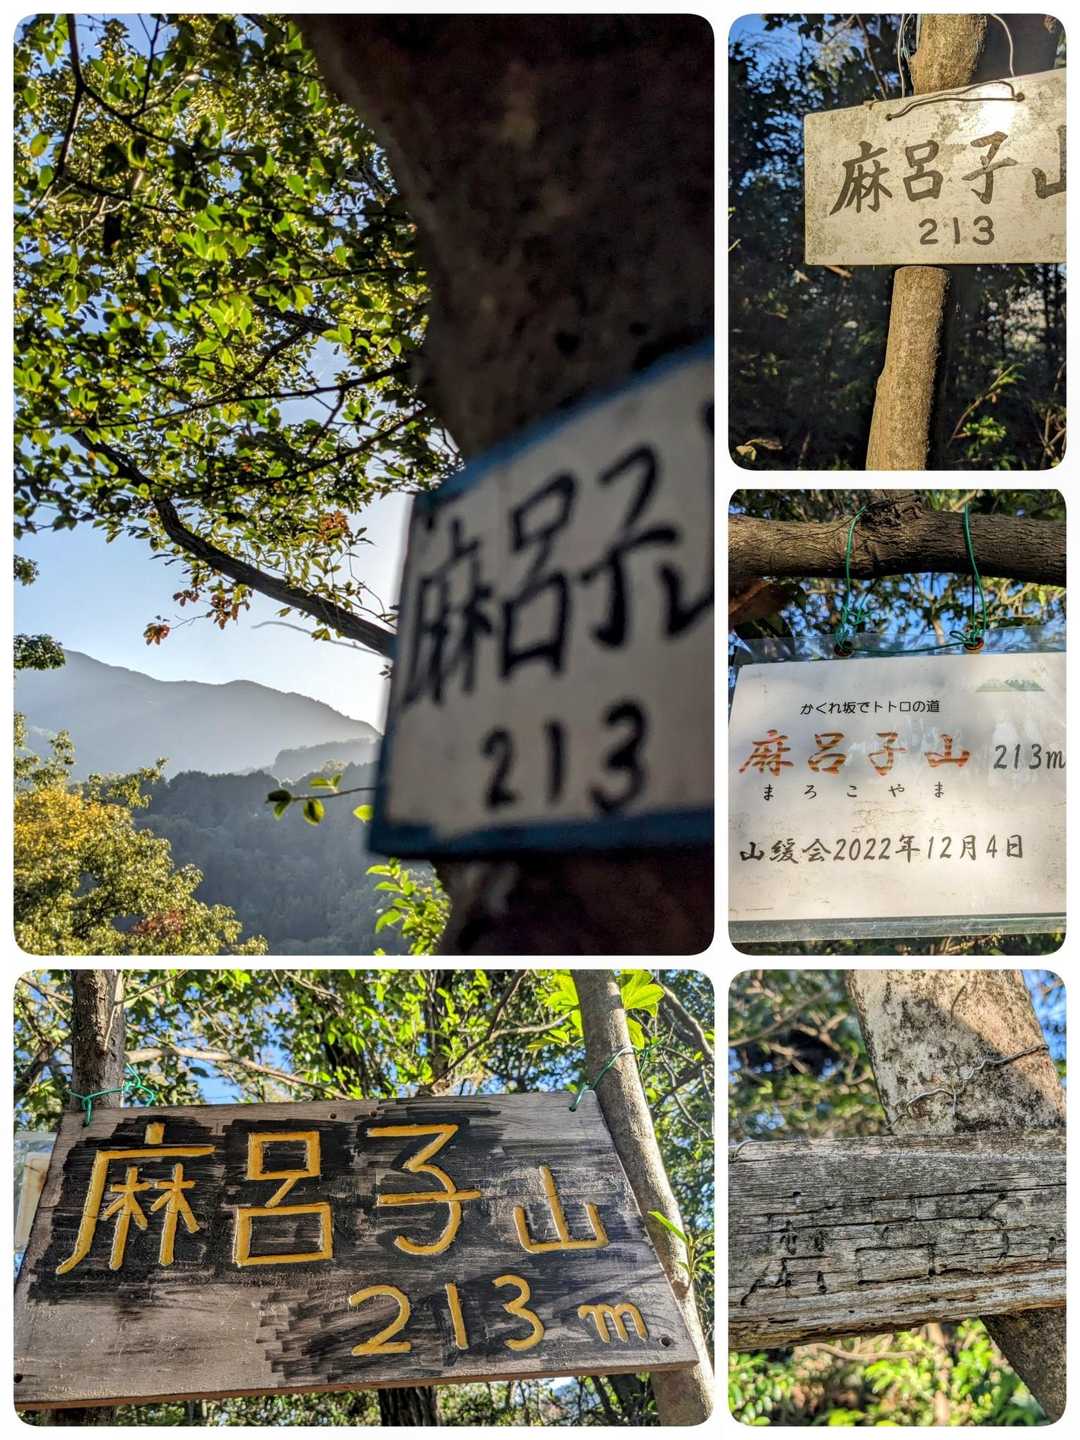 麻呂子山
213
麻呂子山
213
かくれ坂でトトロの道
麻呂子山 213m
まろこやま
山緩会2022年12月4日
麻呂子山
213m